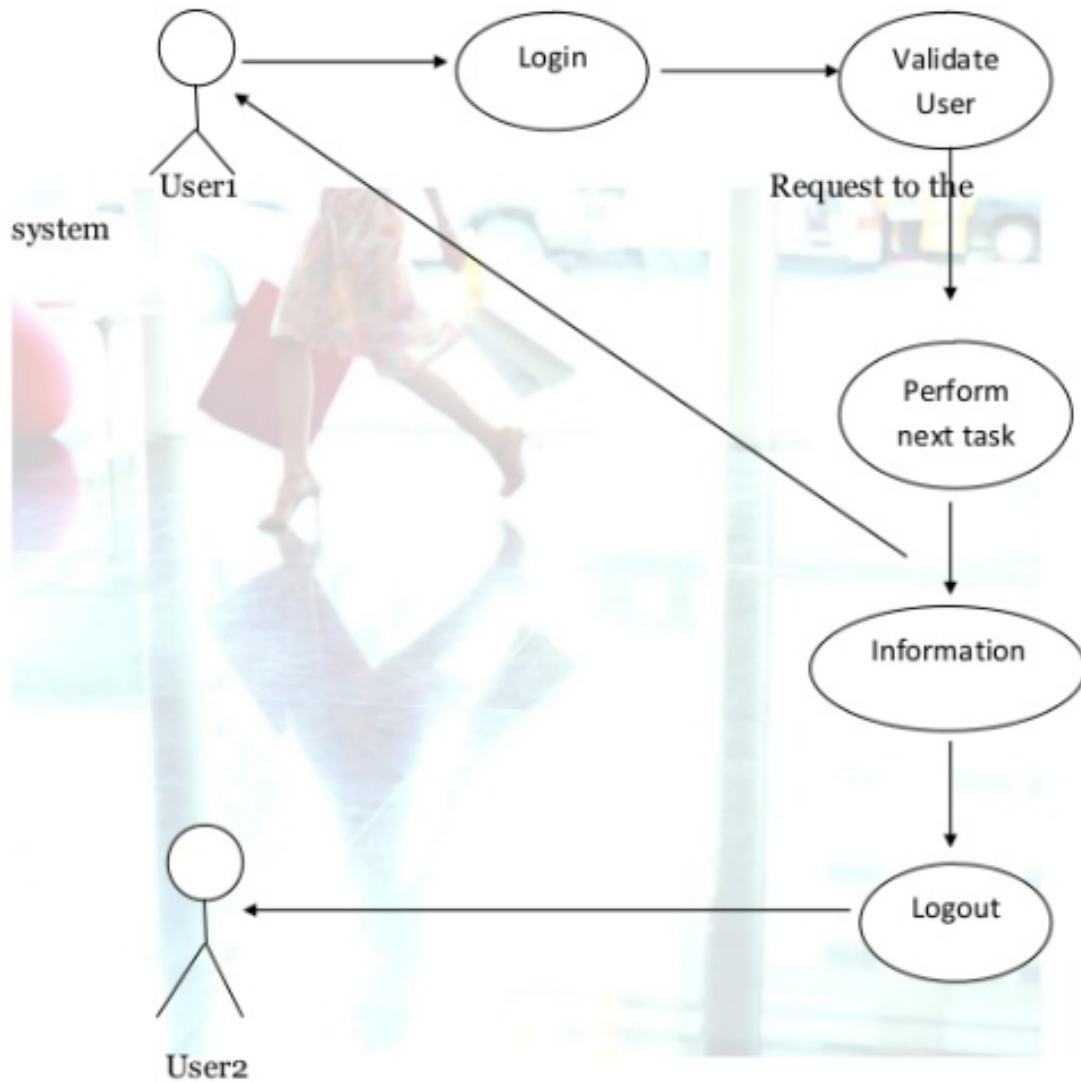 Login
Validate
User
User1
Request to the
system
Perform
next task
Information
Logout
User2